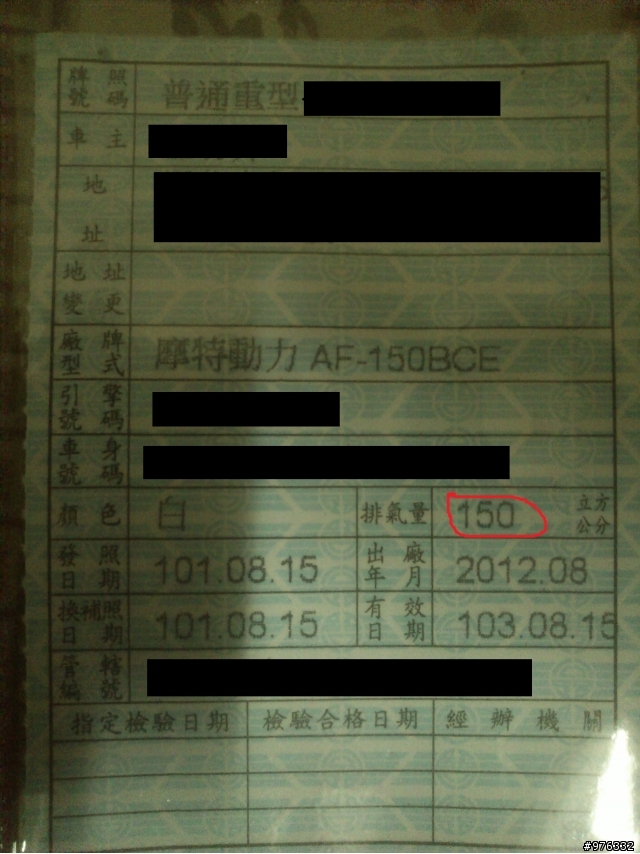 牌照號碼 普通重型
車主
地址
地址變更
廠牌型式 摩特動力 AF-150BCE
引擎號碼
車身號碼
顏色 白 排氣量 150 立方公分
發照日期 101.08.15 出廠年月 2012.08
換補照日期 101.08.15 有效日期 103.08.15
管轄編號
指定檢驗日期 檢驗合格日期 經辦機關
#976332